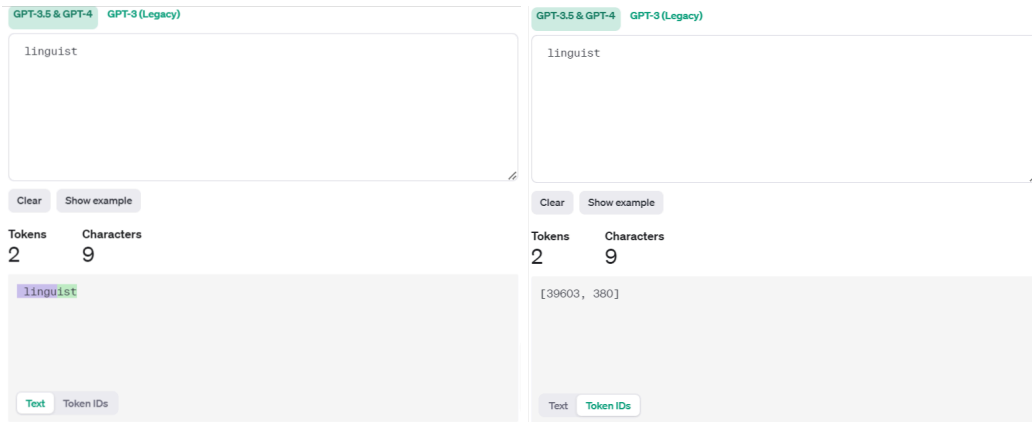 GPT-3.5 & GPT-4 GPT-3 (Legacy)
linguist
Clear Show example
Tokens Characters
2 9
linguist
Text Token IDs
GPT-3.5 & GPT-4 GPT-3 (Legacy)
linguist
Clear Show example
Tokens Characters
2 9
[39603, 380]
Text Token IDs